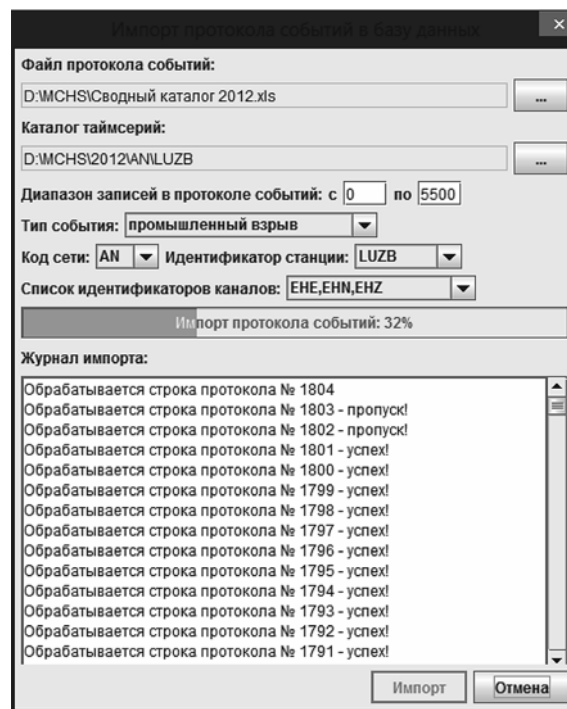 Импорт протокола событий в базу данных
Файл протокола событий:
D:\MCHS\Сводный каталог 2012.xls
...
Каталог таймсерий:
D:\MCHS\2012\AN\LUZB
...
Диапазон записей в протоколе событий: с 0 по 5500
Тип события: промышленный взрыв
Код сети: AN Идентификатор станции: LUZB
Список идентификаторов каналов: EHE,EHN,EHZ
Импорт протокола событий: 32%
Журнал импорта:
Обрабатывается строка протокола № 1804
Обрабатывается строка протокола № 1803 - пропуск!
Обрабатывается строка протокола № 1802 - пропуск!
Обрабатывается строка протокола № 1801 - успех!
Обрабатывается строка протокола № 1800 - успех!
Обрабатывается строка протокола № 1799 - успех!
Обрабатывается строка протокола № 1798 - успех!
Обрабатывается строка протокола № 1797 - успех!
Обрабатывается строка протокола № 1796 - успех!
Обрабатывается строка протокола № 1795 - успех!
Обрабатывается строка протокола № 1794 - успех!
Обрабатывается строка протокола № 1793 - успех!
Обрабатывается строка протокола № 1792 - успех!
Обрабатывается строка протокола № 1791 - успех!
Импорт Отмена